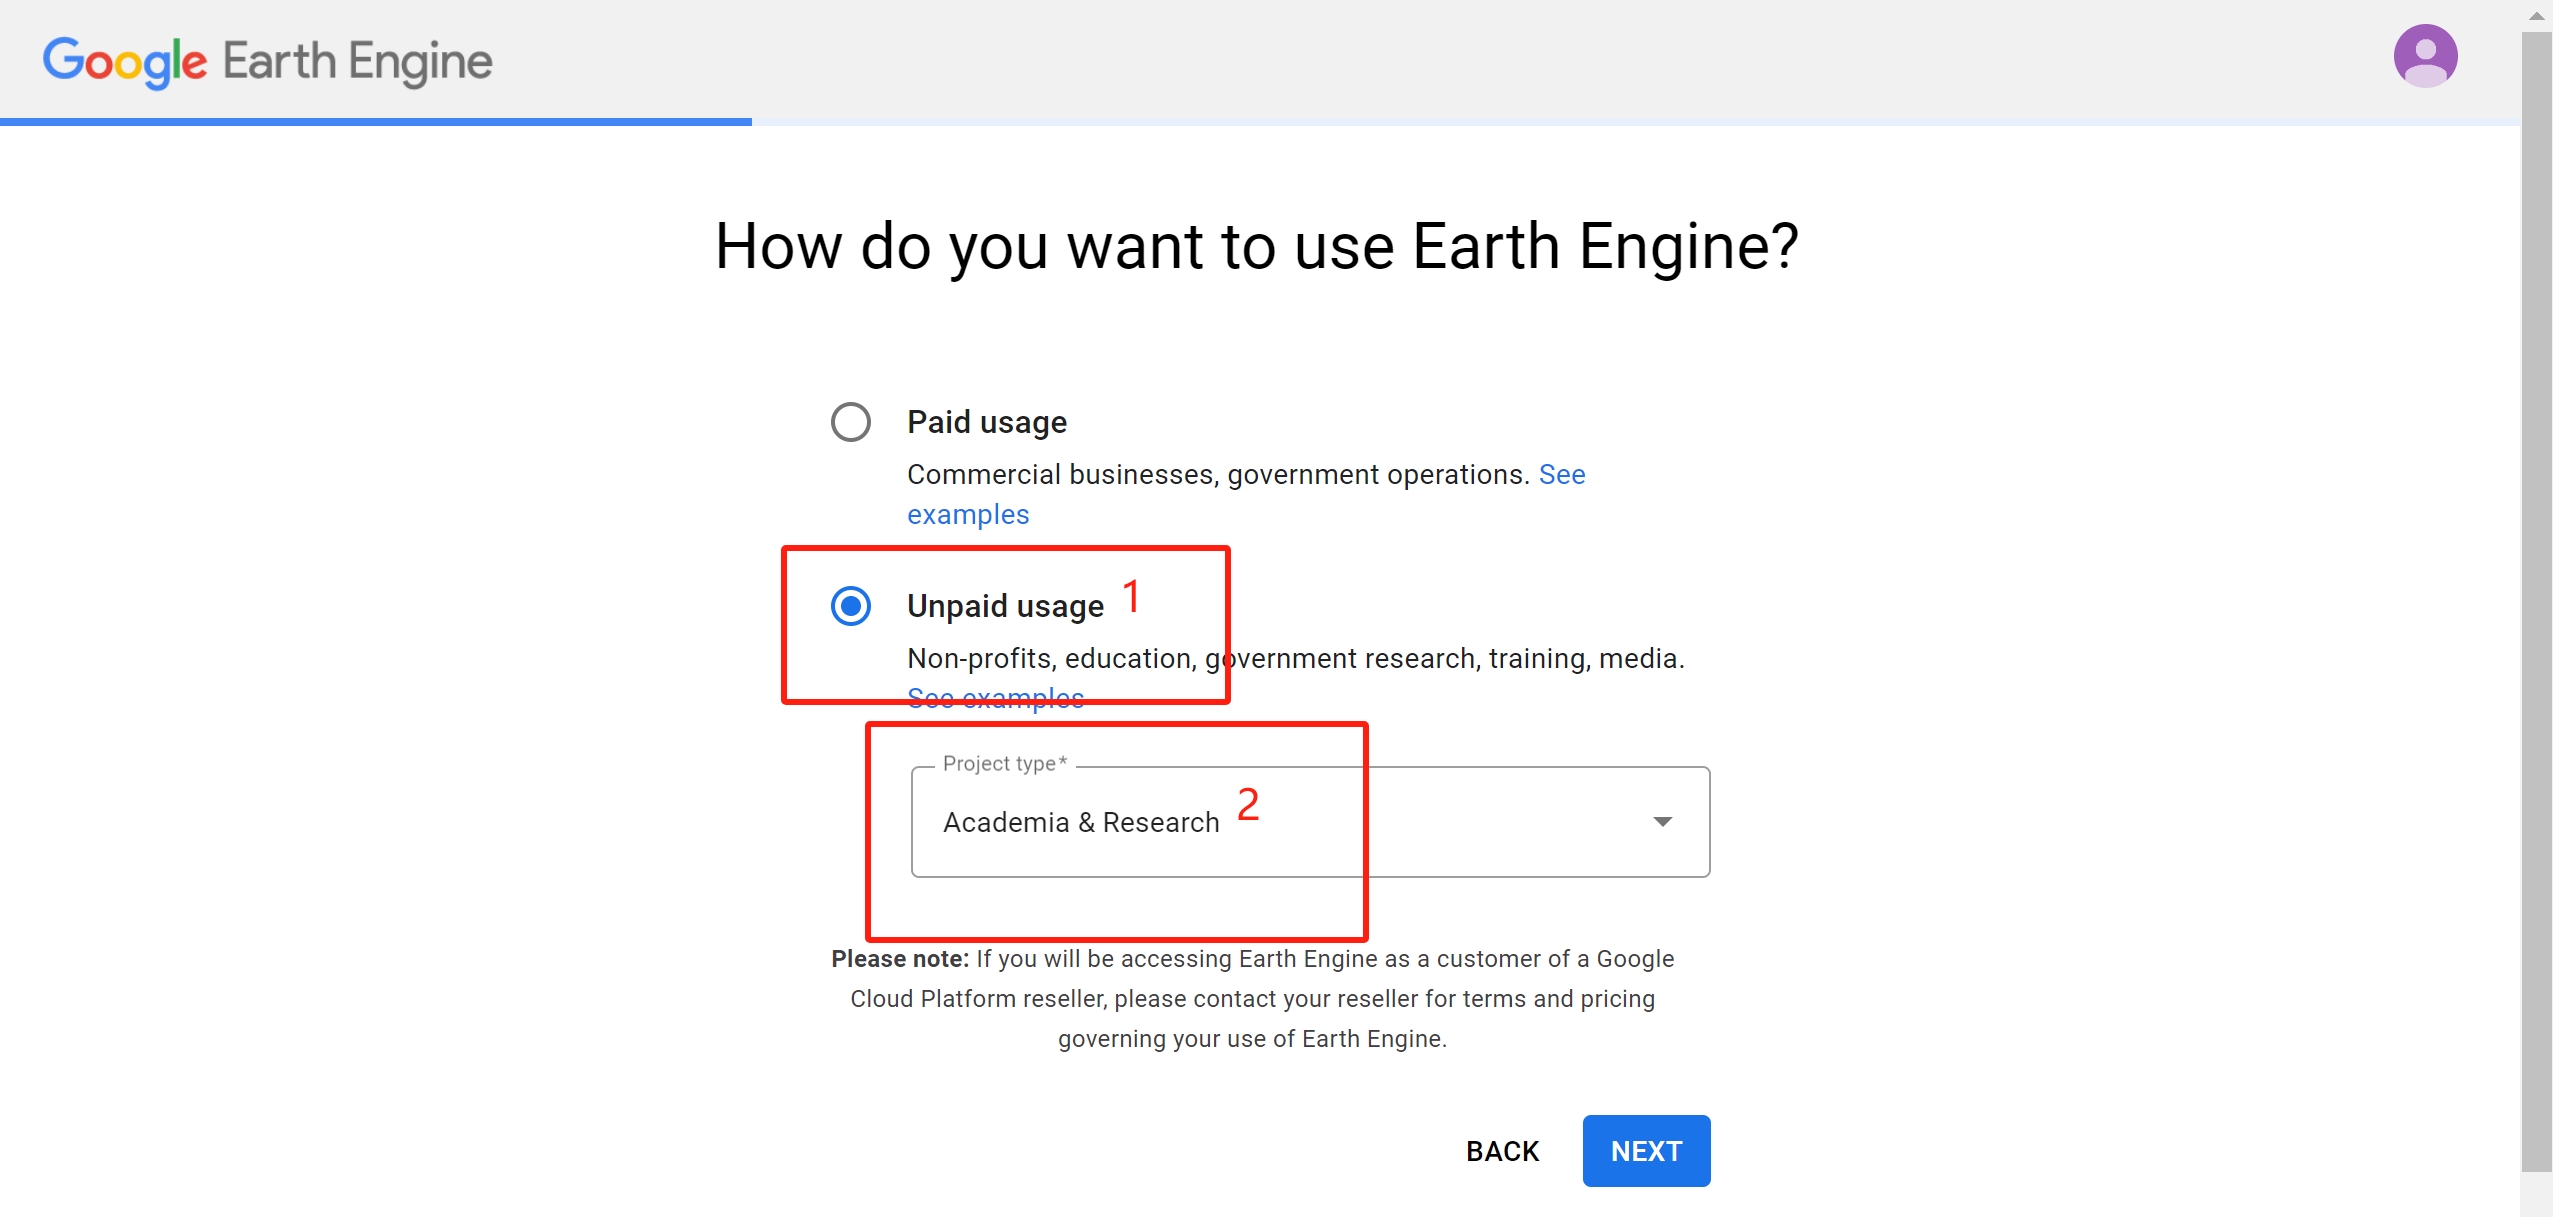 Google Earth Engine
How do you want to use Earth Engine?
Paid usage
Commercial businesses, government operations. See
examples
Unpaid usage 1
Non-profits, education, government research, training, media.
See examples
Project type*
Academia & Research 2
Please note: If you will be accessing Earth Engine as a customer of a Google
Cloud Platform reseller, please contact your reseller for terms and pricing
governing your use of Earth Engine.
BACK NEXT